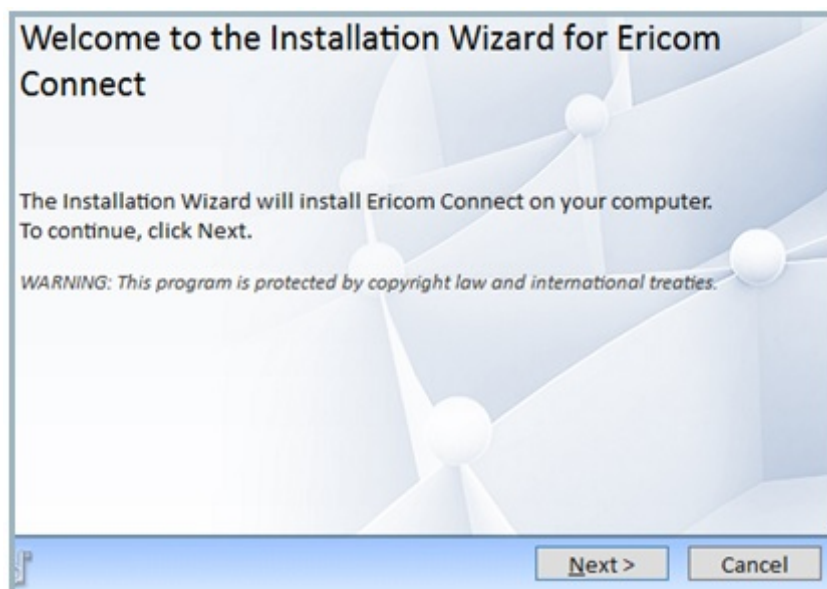 Welcome to the Installation Wizard for Ericom
Connect
The Installation Wizard will install Ericom Connect on your computer.
To continue, click Next.
WARNING: This program is protected by copyright law and international treaties.
Next >
Cancel